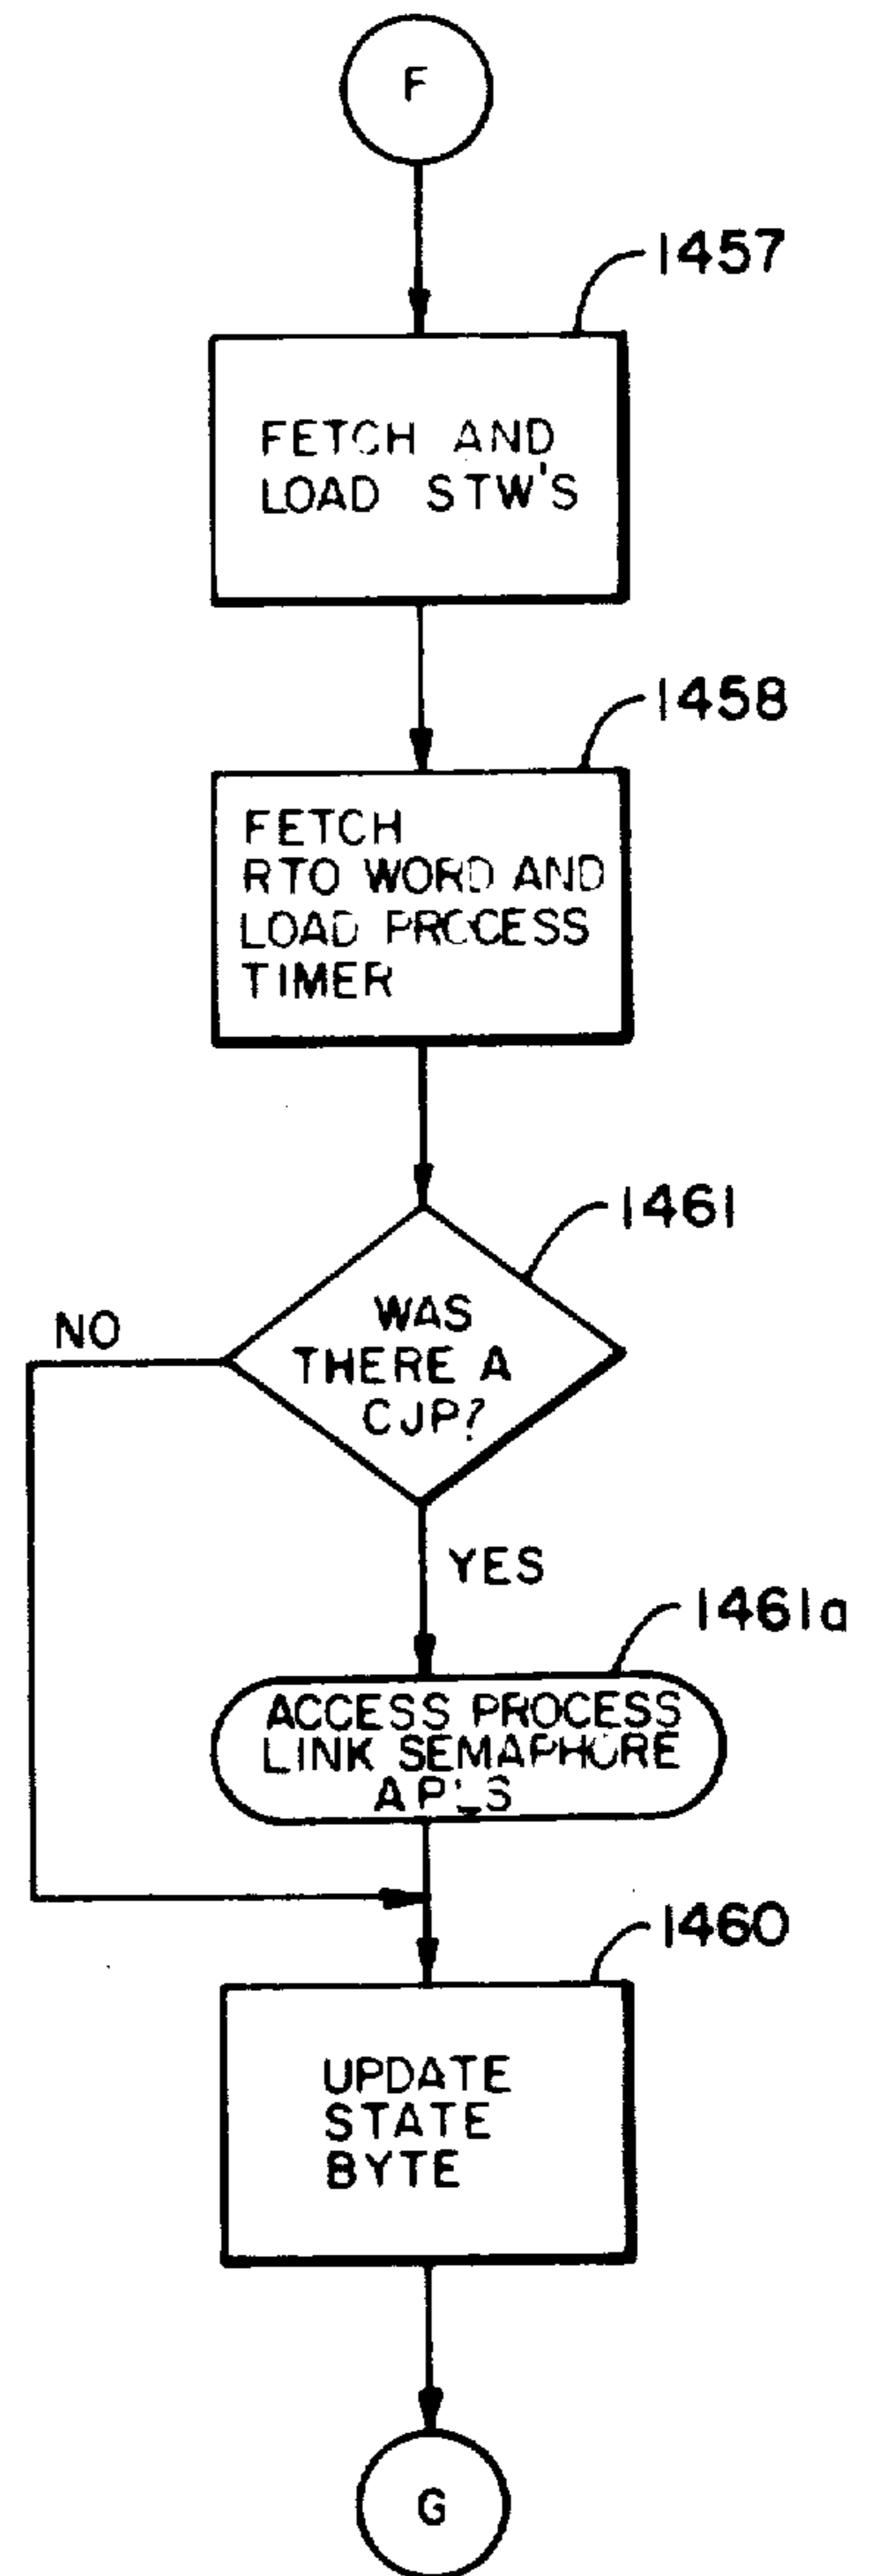 F
1457
FETCH AND
LOAD STW'S
1458
FETCH
RTO WORD AND
LOAD PROCESS
TIMER
1461
WAS
THERE A
CJP?
NO
YES
1461a
ACCESS PROCESS
LINK SEMAPHORE
APLS
1460
UPDATE
STATE
BYTE
G